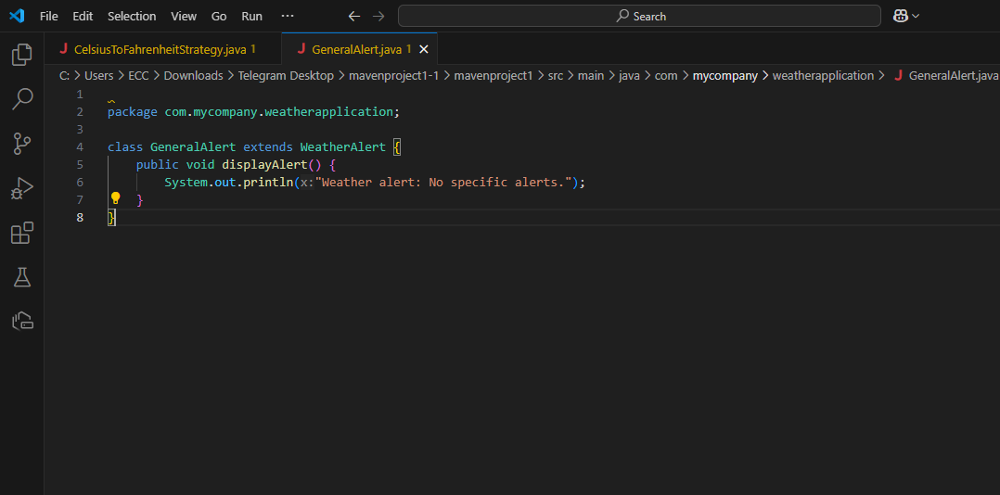 File Edit Selection View Go Run ···
Search
J CelsiusToFahrenheitStrategy.java 1
J GeneralAlert.java 1
C: > Users > ECC > Downloads > Telegram Desktop > mavenproject1-1 > mavenproject1 > src > main > java > com > mycompany > weatherapplication > J GeneralAlert.java
1
2 package com.mycompany.weatherapplication;
3
4 class GeneralAlert extends WeatherAlert {
5 public void displayAlert() {
6 System.out.println(x:"Weather alert: No specific alerts.");
7 }
8 }